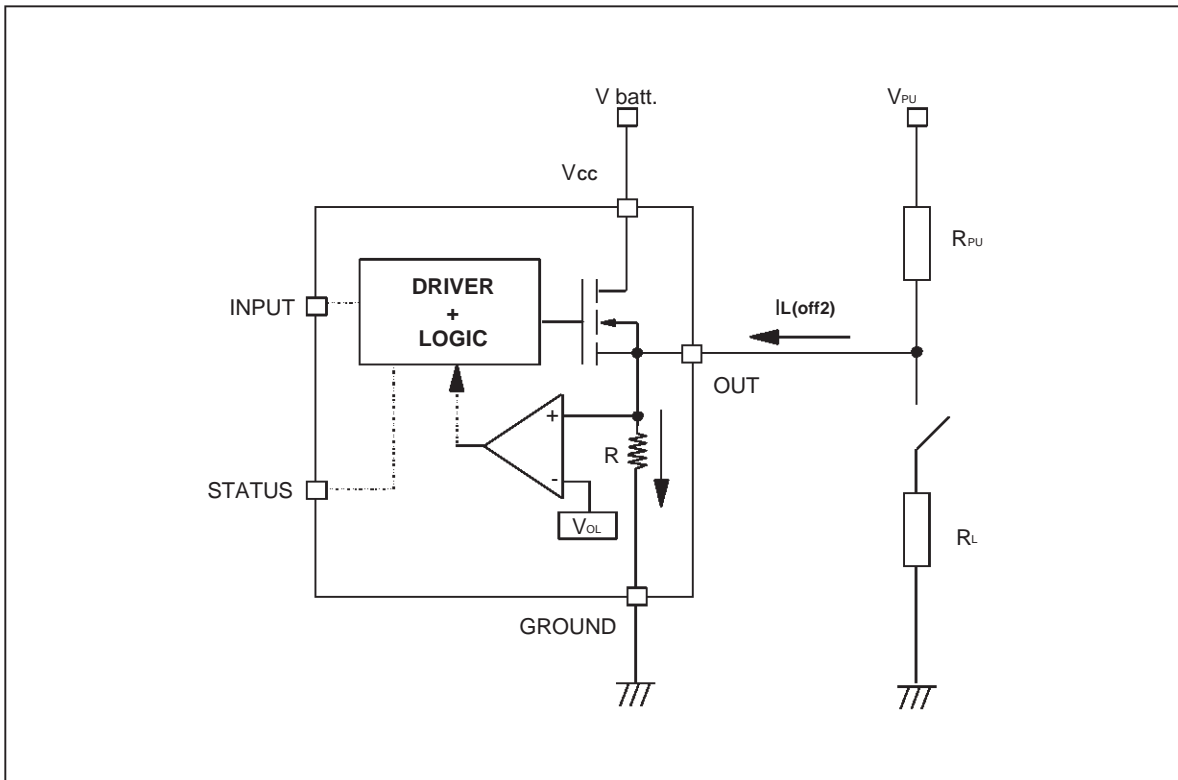 V batt.
VPU
VCC
RPU
DRIVER
+
LOGIC
INPUT
IL(off2)
OUT
+
R
-
STATUS
VOL
RL
GROUND